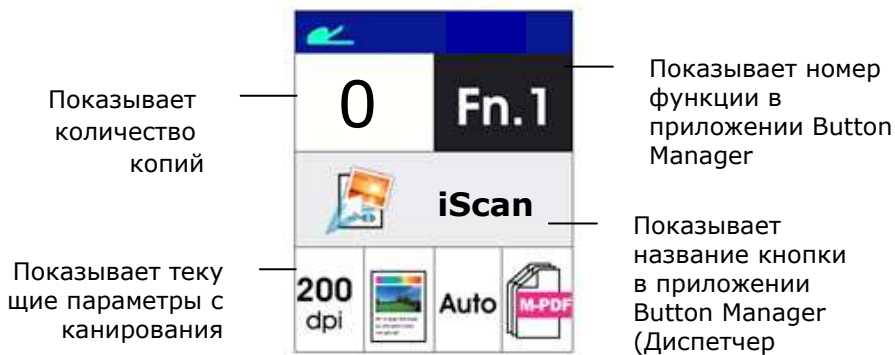 Показывает
количество
копий
Показывает теку
щие параметры с
канирования
0
Fn.1
iScan
200
dpi
Auto
M-PDF
Показывает номер
функции в
приложении Button
Manager
Показывает
название кнопки
в приложении
Button Manager
(Диспетчер